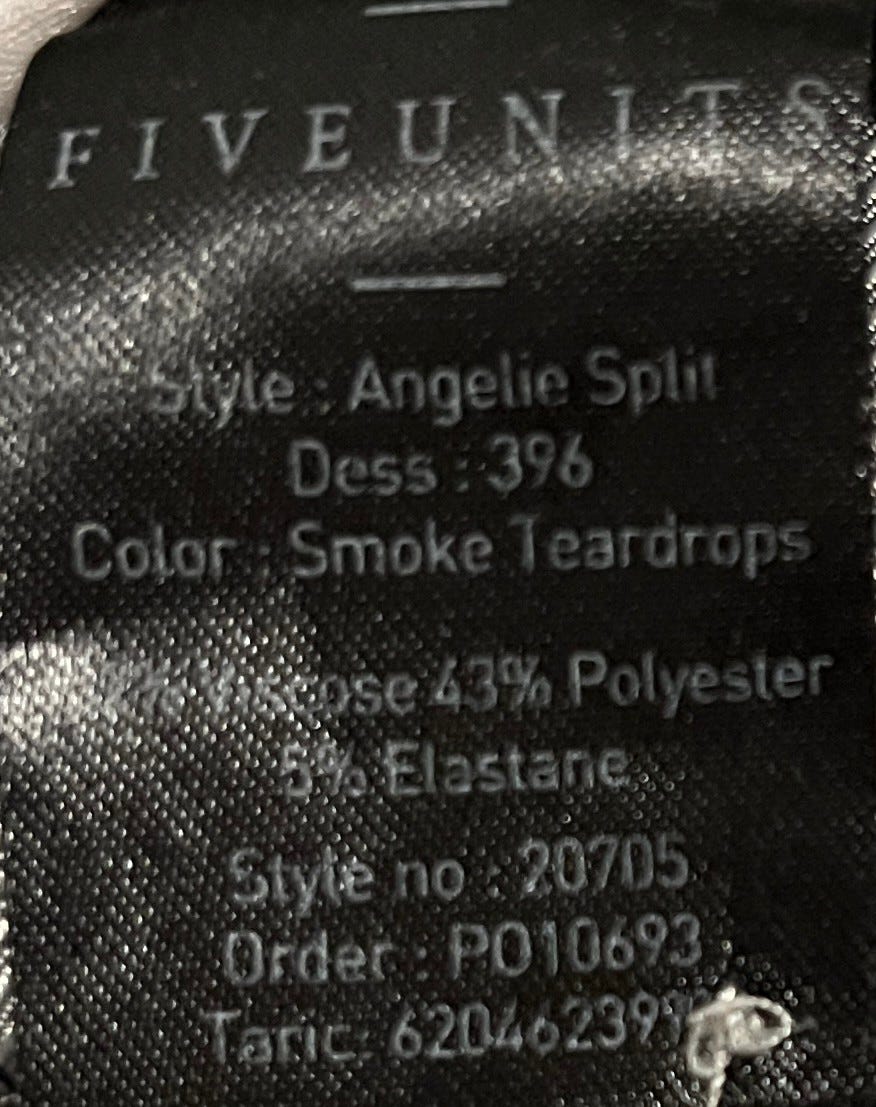 FIVEUNITS
Style : Angelie Split
Dess : 396
Color : Smoke Teardrops
Viscose 43% Polyester
5% Elastane
Style no : 20705
Order : PO10693
Taric: